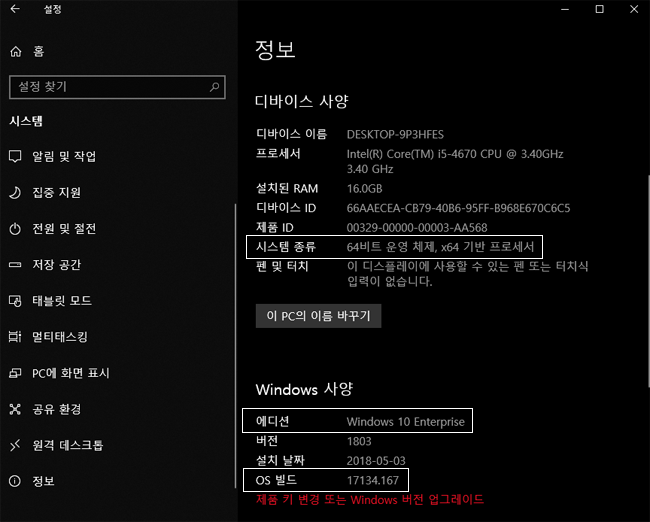 설정
홈
설정 찾기
시스템
알림 및 작업
집중 지원
전원 및 절전
저장 공간
태블릿 모드
멀티태스킹
PC에 화면 표시
공유 환경
원격 데스크톱
정보
정보
디바이스 사양
디바이스 이름 DESKTOP-9P3HFES
프로세서 Intel(R) Core(TM) i5-4670 CPU @ 3.40GHz
3.40 GHz
설치된 RAM 16.0GB
디바이스 ID 66AAECEA-CB79-40B6-95FF-B968E670C6C5
제품 ID 00329-00000-00003-AA568
시스템 종류 64비트 운영 체제, x64 기반 프로세서
펜 및 터치 이 디스플레이에 사용할 수 있는 펜 또는 터치식
입력이 없습니다.
이 PC의 이름 바꾸기
Windows 사양
에디션 Windows 10 Enterprise
버전 1803
설치 날짜 2018-05-03
OS 빌드 17134.167
제품 키 변경 또는 Windows 버전 업그레이드